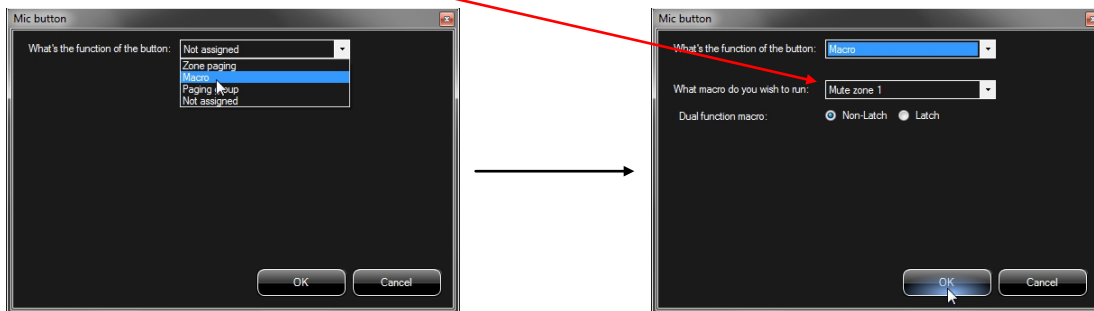 Mic button
What's the function of the button: Not assigned
Zone paging
Macro
Paging group
Not assigned
OK Cancel
Mic button
What's the function of the button: Macro
What macro do you wish to run: Mute zone 1
Dual function macro: Non-Latch Latch
OK Cancel